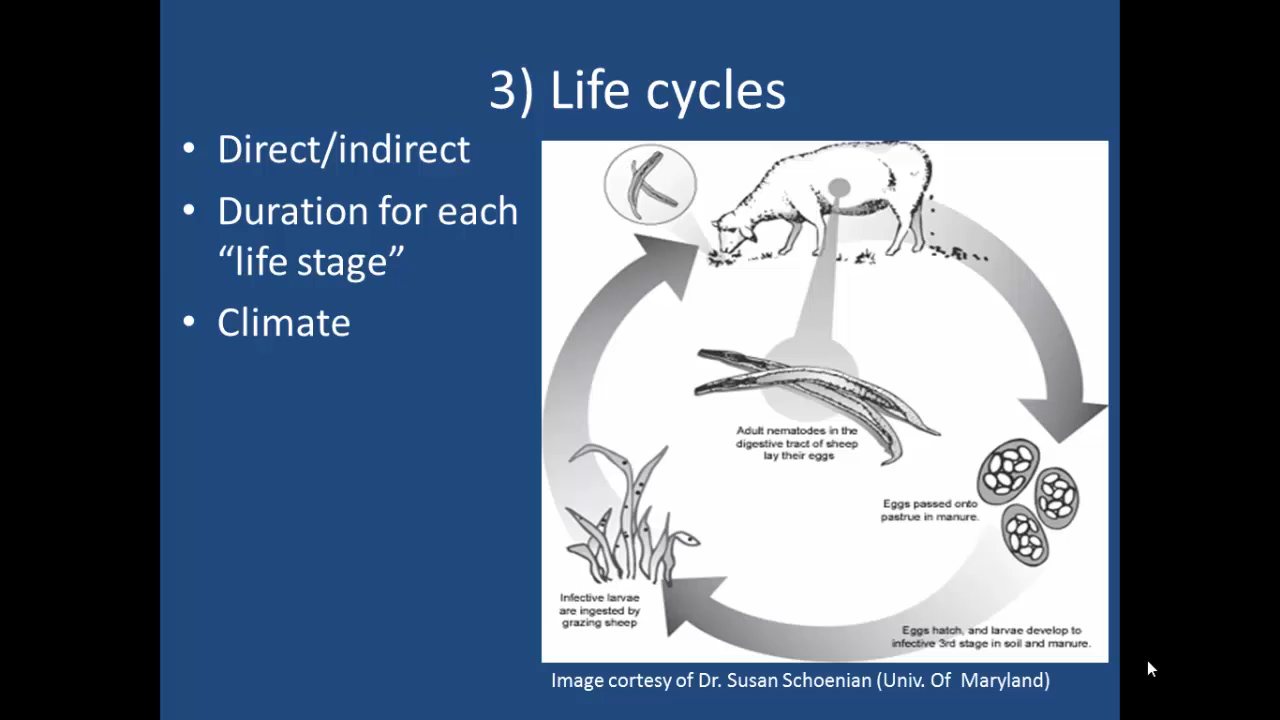 3) Life cycles
• Direct/indirect
• Duration for each
“life stage”
• Climate
Adult nematodes in the
digestive tract of sheep
lay their eggs
Eggs passed onto
pastrue in manure.
Infective larvae
are ingested by
grazing sheep
Eggs hatch, and larvae develop to
infective 3rd stage in soil and manure.
Image cortesy of Dr. Susan Schoenian (Univ. Of Maryland)